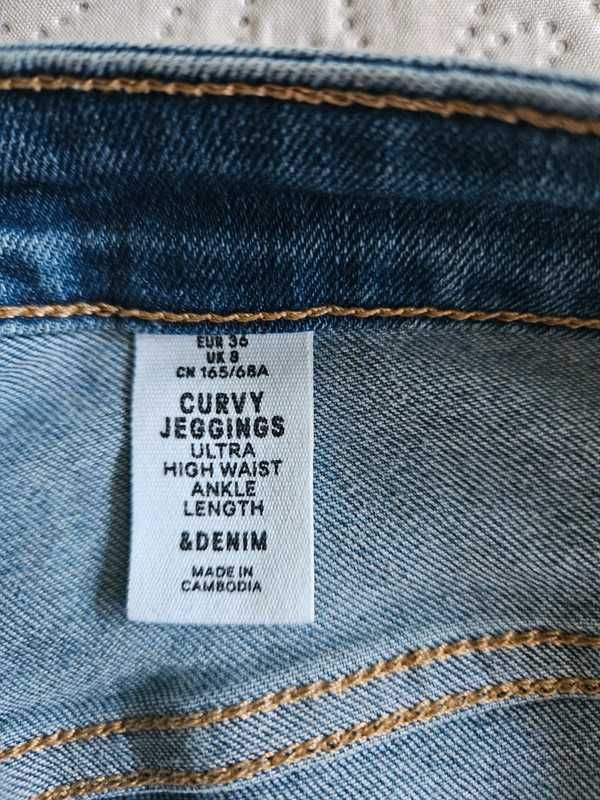 EUR 36
UK 8
CN 165/68A
CURVY
JEGGINGS
ULTRA
HIGH WAIST
ANKLE
LENGTH
&DENIM
MADE IN
CAMBODIA